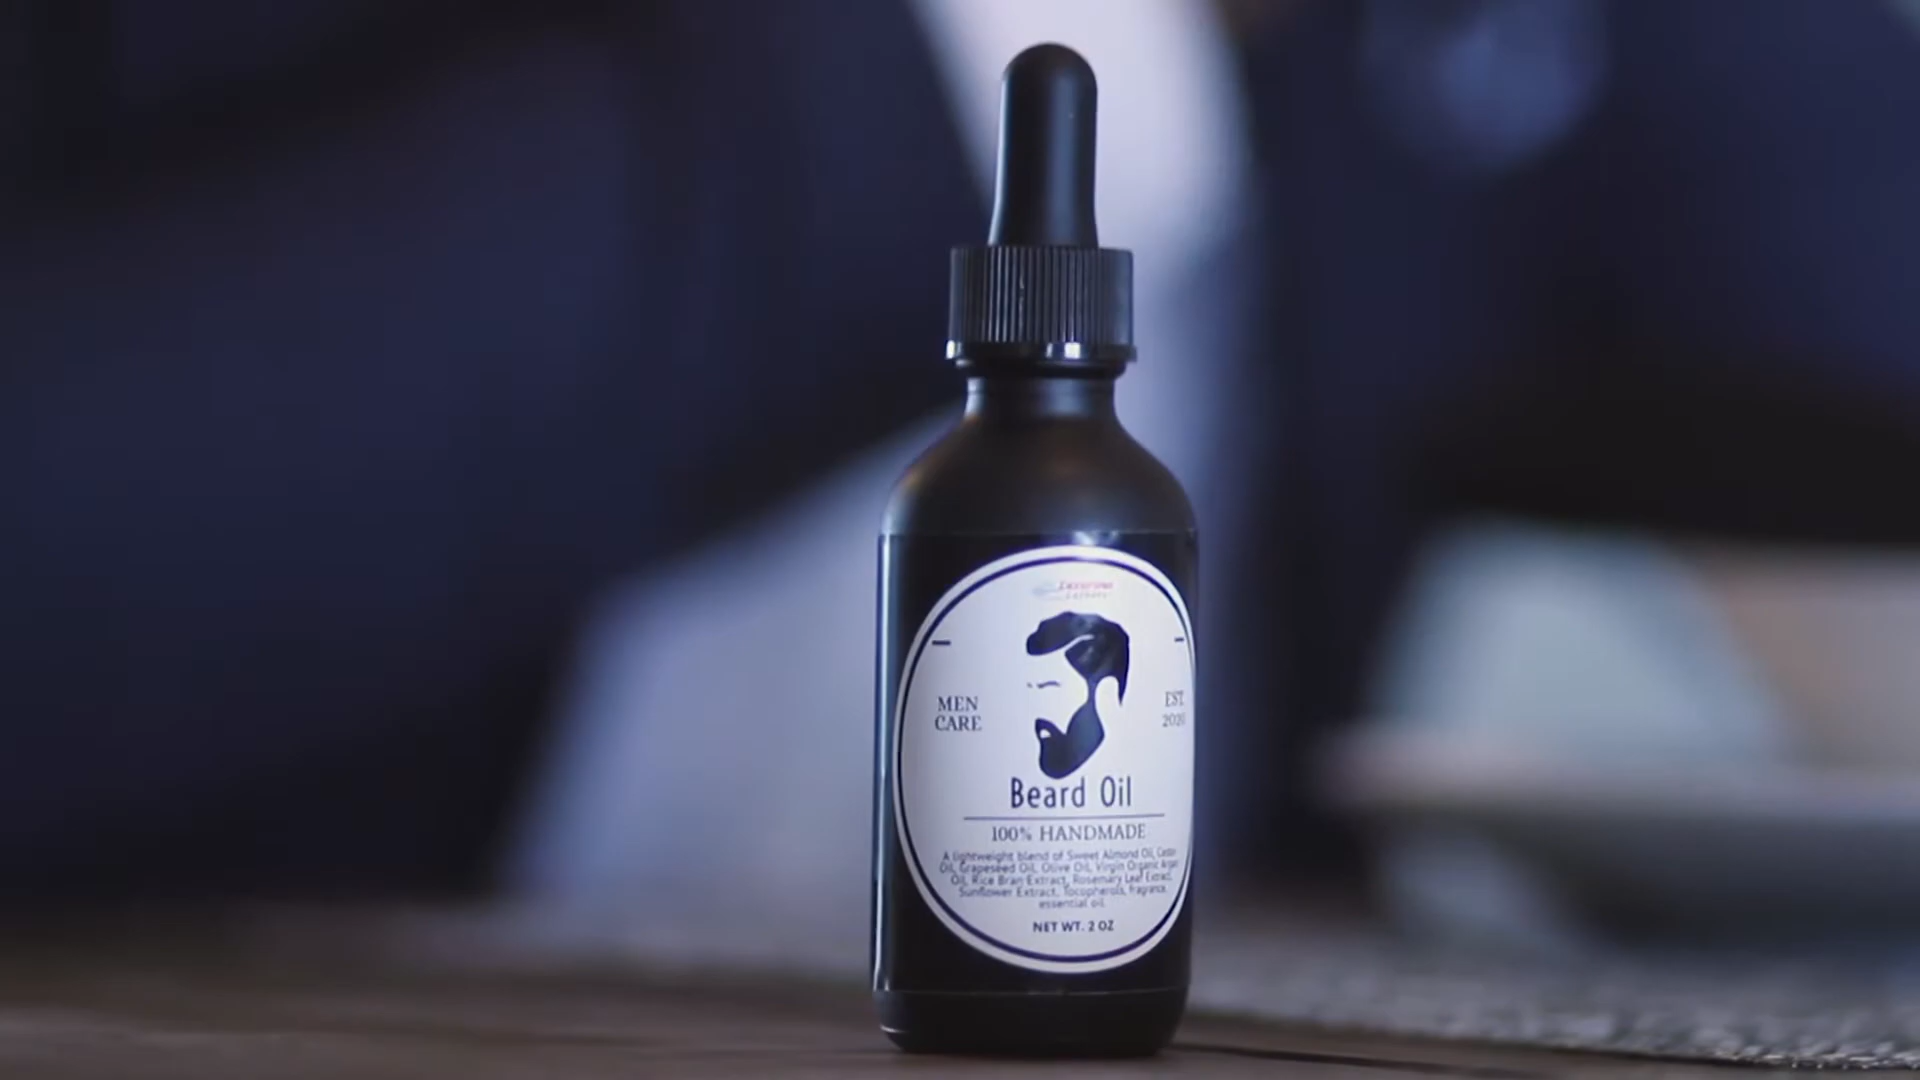 MEN
CARE
EST.
2020
Beard Oil
100% HANDMADE
A lightweight blend of Sweet Almond Oil, Castor
Oil, Grapeseed Oil, Olive Oil, Virgin Organic Argan
Oil, Rice Bran Extract, Rosemary Leaf Extract,
Sunflower Extract, Tocopherols, fragrance,
essential oil.
NET WT. 2 OZ